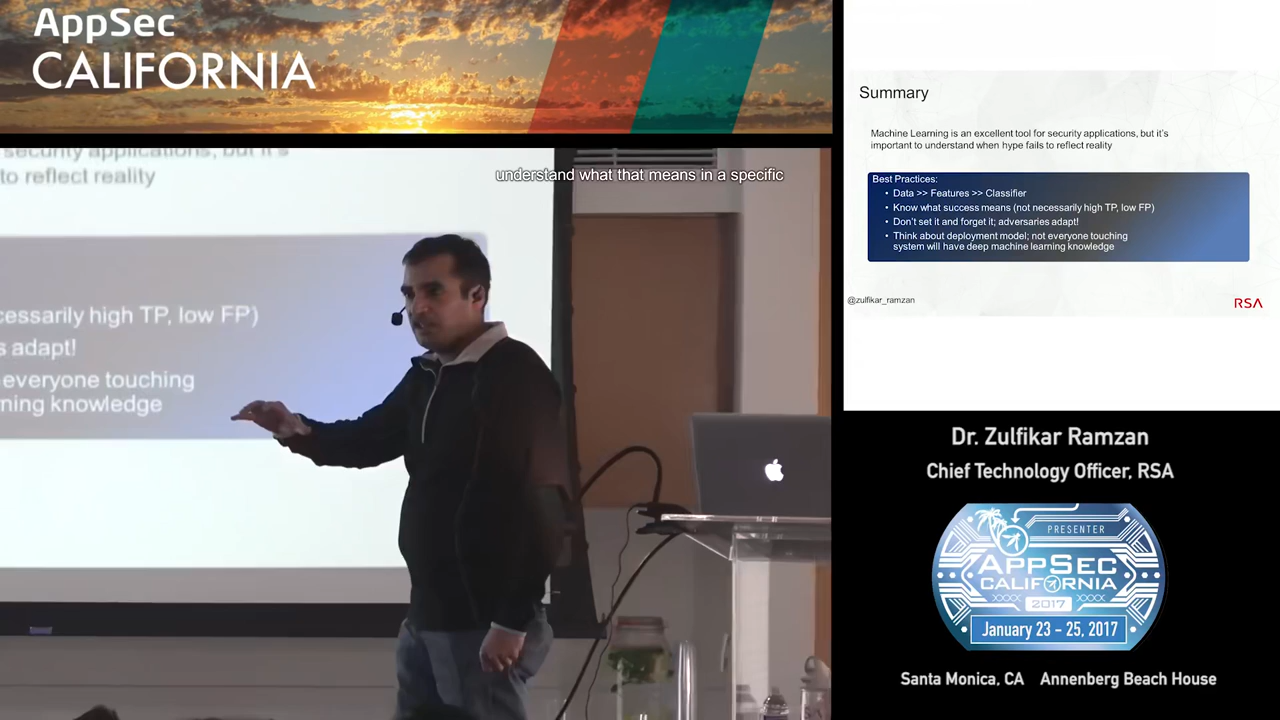 AppSec
CALIFORNIA
security applications, but it's
to reflect reality
understand what that means in a specific
cessarily high TP, low FP)
s adapt!
everyone touching
rning knowledge
Summary
Machine Learning is an excellent tool for security applications, but it's
important to understand when hype fails to reflect reality
Best Practices:
• Data >> Features >> Classifier
• Know what success means (not necessarily high TP, low FP)
• Don't set it and forget it; adversaries adapt!
• Think about deployment model; not everyone touching
system will have deep machine learning knowledge
@zulfikar_ramzan
RSA
Dr. Zulfikar Ramzan
Chief Technology Officer, RSA
PRESENTER
APPSEC
CALIFORNIA
2017
January 23 - 25, 2017
Santa Monica, CA Annenberg Beach House